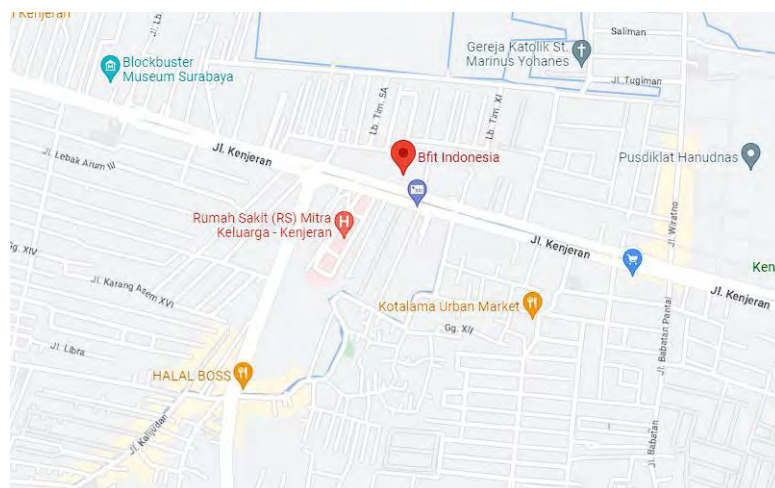 l Kenjeran
Jl. Lb
Blockbuster
Museum Surabaya
Gereja Katolik St.
Marinus Yohanes
Saliman
Jl. Tugiman
Lb. Tim. 5A
Lb. Tim. XI
Jl. Kenjeran
Bfit Indonesia
Pusdiklat Hanudnas
Jl. Lebak Arum III
Rumah Sakit (RS) Mitra
Keluarga - Kenjeran
H
Jl. Wiratno
Jl. Kenjeran
Gg. XIV
Ken
Jl. Kenjeran
Jl. Karang Asem XVI
Kotalama Urban Market
Gg. XII
Jl. Libra
HALAL BOSS
Jl. Babatan Pantai
Jl. Kalijudan
Jl. Babatan